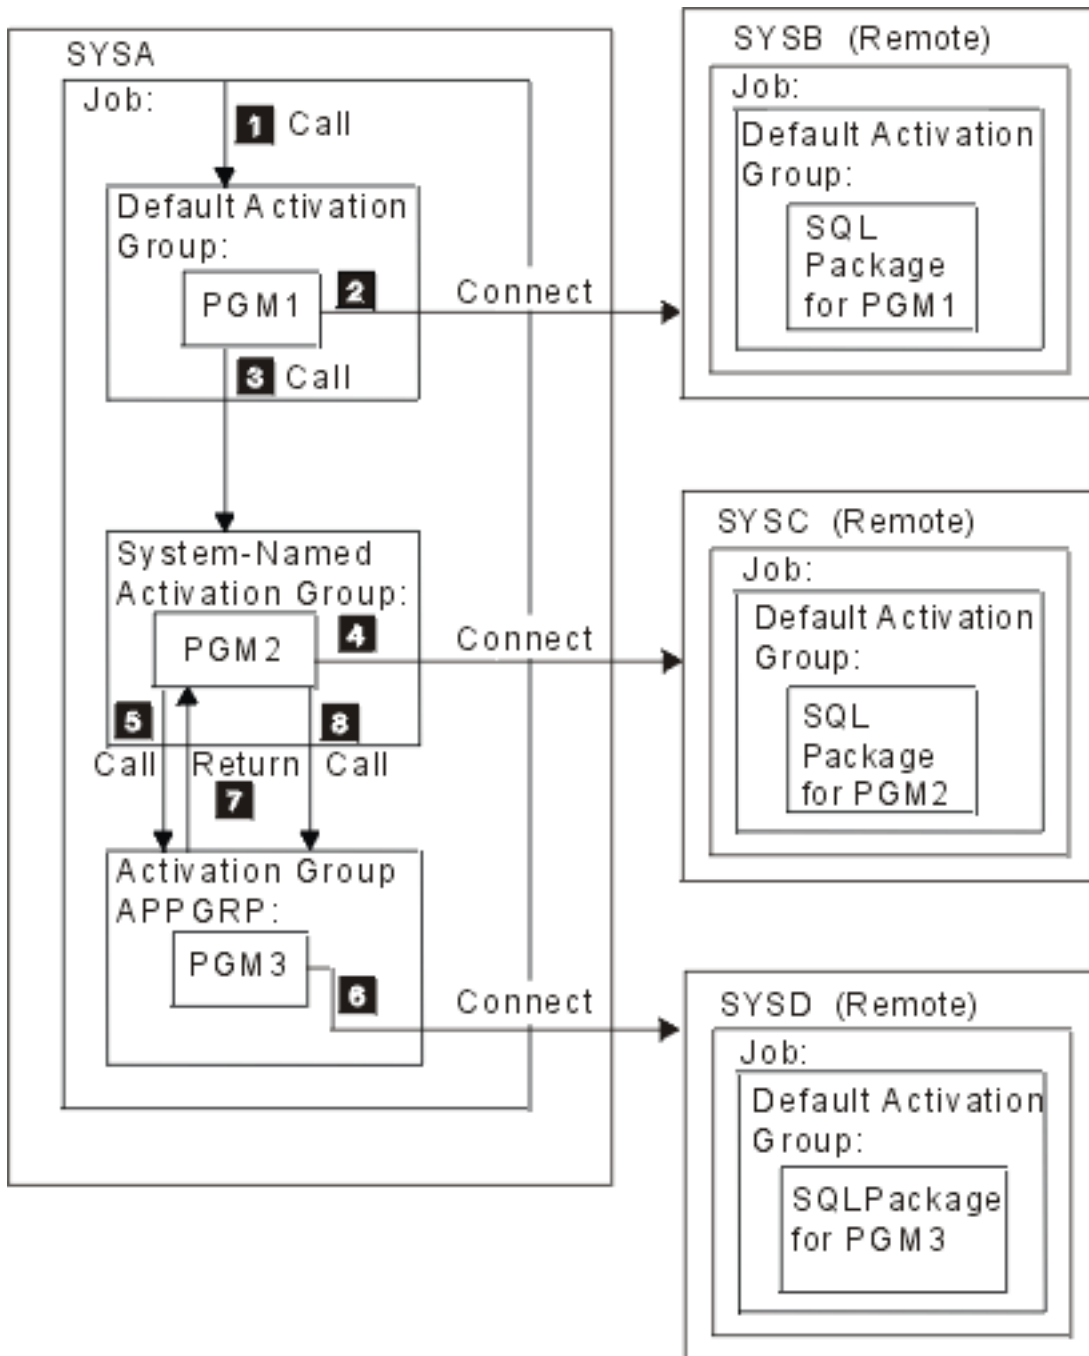 SYSA
Job:
1 Call
Default Activation
Group:
PGM1
2
Connect
3 Call
System-Named
Activation Group:
PGM2
4
Connect
5
8
Call
Return
Call
7
Activation Group
APPGRP:
PGM3
6
Connect
SYSB (Remote)
Job:
Default Activation
Group:
SQL
Package
for PGM1
SYSC (Remote)
Job:
Default Activation
Group:
SQL
Package
for PGM2
SYSD (Remote)
Job:
Default Activation
Group:
SQLPackage
for PGM3